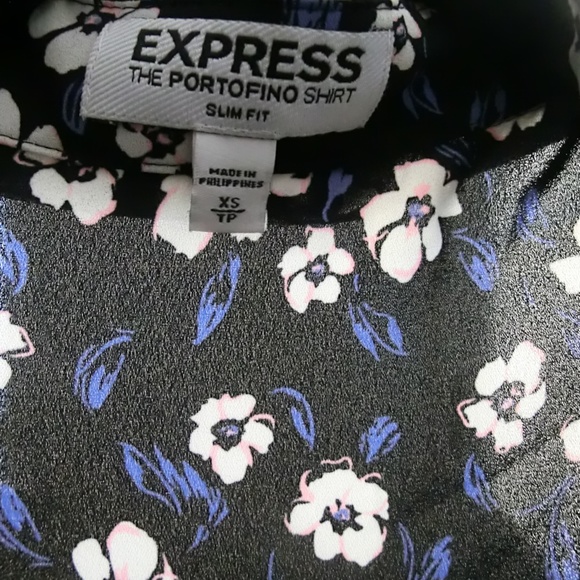 EXPRESS
THE PORTOFINO SHIRT
SLIM FIT
MADE IN
PHILIPPINES
XS
TP